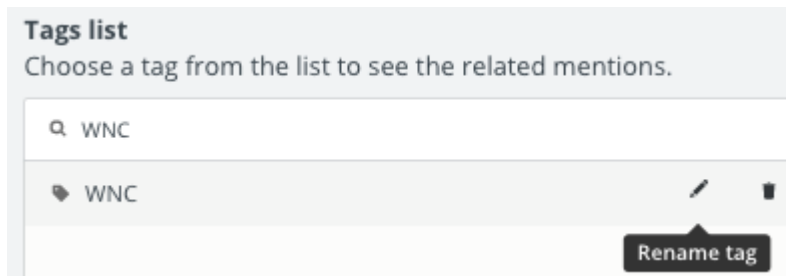 Tags list
Choose a tag from the list to see the related mentions.
WNC
WNC
Rename tag